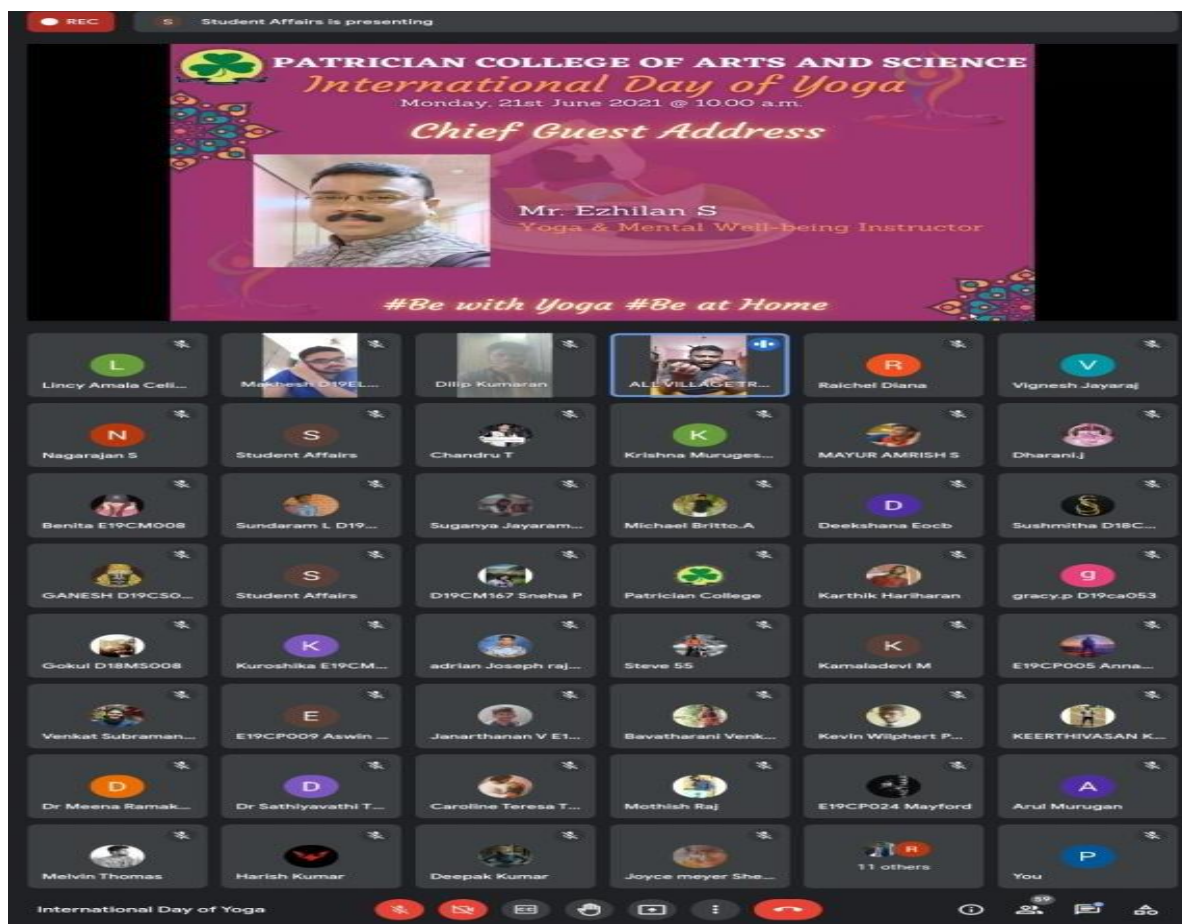 REC
S Student Affairs is presenting
PATRICIAN COLLEGE OF ARTS AND SCIENCE
International Day of Yoga
Monday, 21st June 2021 @ 10.00 a.m.
Chief Guest Address
Mr. Ezhilan S
Yoga & Mental Well-being Instructor
#Be with Yoga #Be at Home
L R V
Lincy Amala Celi... Makhesh D19EL... Dilip Kumaran ALL VILLAGE TR... Raichel Diana Vignesh Jayaraj
N S K
Nagarajan S Student Affairs Chandru T Krishna Muruges... MAYUR AMRISH S Dharani.j
D S
Benita E19CM008 Sundaram L D19... Suganya Jayaram... Michael Britto.A Deekshana Eocb Sushmitha D18C...
S g
GANESH D19CS0... Student Affairs D19CM167 Sneha P Patrician College Karthik Hariharan gracy.p D19ca053
K K
Gokul D18MS008 Kuroshika E19CM... adrian Joseph raj... Steve 55 Kamaladevi M E19CP005 Anna...
E
Venkat Subraman... E19CP009 Aswin ... Janarthanan V E1... Bavatharani Venk... Kevin Wilphert P... KEERTHIVASAN K...
D D A
Dr Meena Ramak... Dr Sathiyavathi T... Caroline Teresa T... Mothish Raj E19CP024 Mayford Arul Murugan
R P
Melvin Thomas Harish Kumar Deepak Kumar Joyce meyer She... 11 others You
International Day of Yoga
59